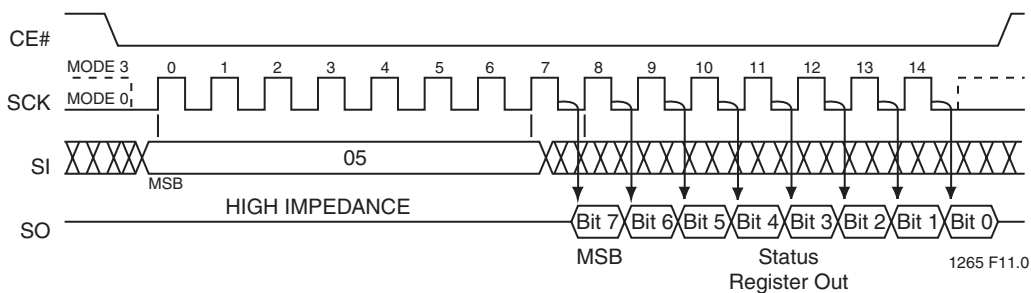 CE#
MODE 3
0 1 2 3 4 5 6 7 8 9 10 11 12 13 14
SCK
MODE 0
SI
05
MSB
HIGH IMPEDANCE
SO
Bit 7 Bit 6 Bit 5 Bit 4 Bit 3 Bit 2 Bit 1 Bit 0
MSB
Status
Register Out
1265 F11.0